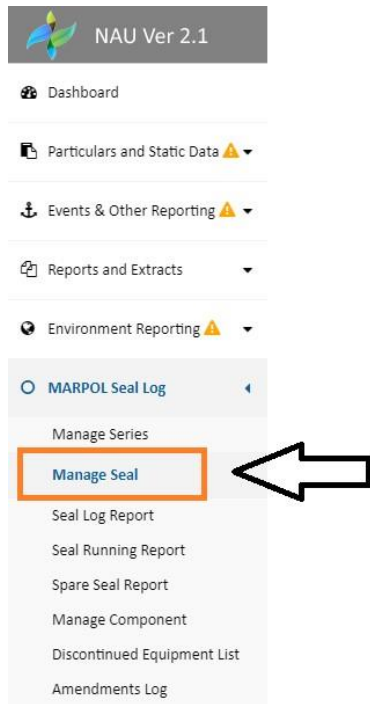 NAU Ver 2.1
Dashboard
Particulars and Static Data
Events & Other Reporting
Reports and Extracts
Environment Reporting
MARPOL Seal Log
Manage Series
Manage Seal
Seal Log Report
Seal Running Report
Spare Seal Report
Manage Component
Discontinued Equipment List
Amendments Log